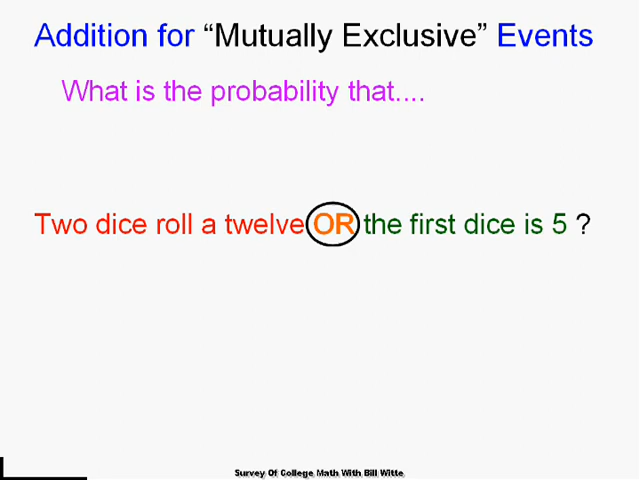 Addition for “Mutually Exclusive” Events
What is the probability that....
Two dice roll a twelve OR the first dice is 5 ?
Survey Of College Math With Bill Witte